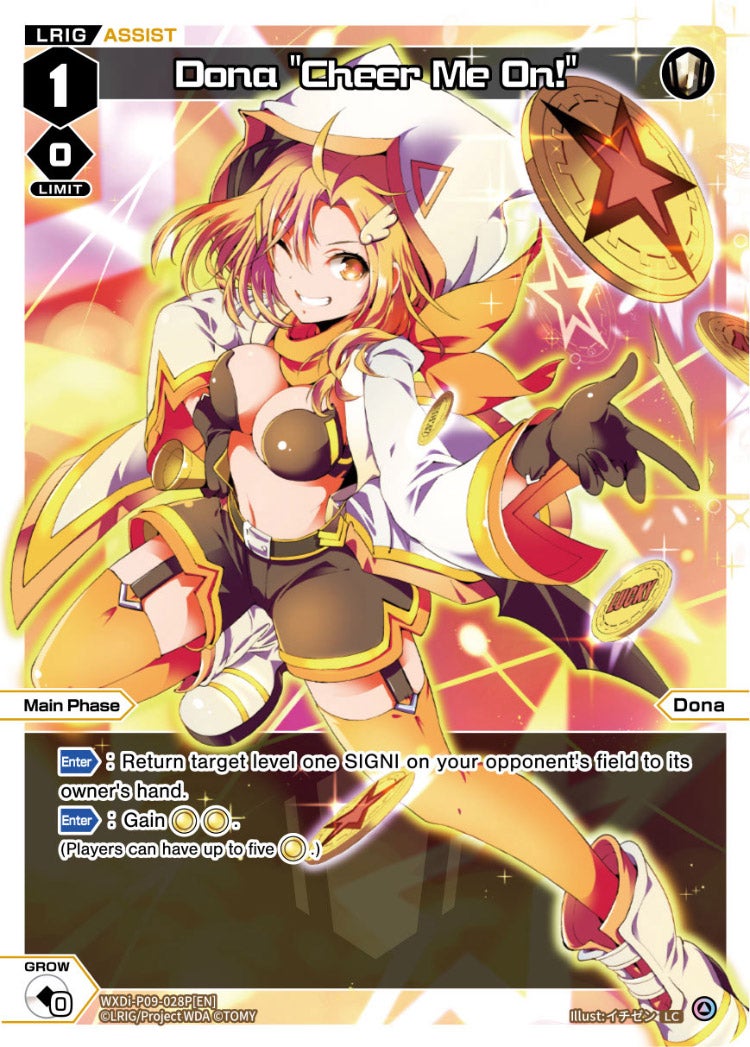 LRIG ASSIST
1
Dona "Cheer Me On!"
0
LIMIT
LUCKY
Main Phase
Dona
Enter : Return target level one SIGNI on your opponent's field to its
owner's hand.
Enter : Gain
.
(Players can have up to five .)
GROW
0
WXDi-P09-028P[EN]
©LRIG/Project WDA ©TOMY
Illust:イチゼン LC